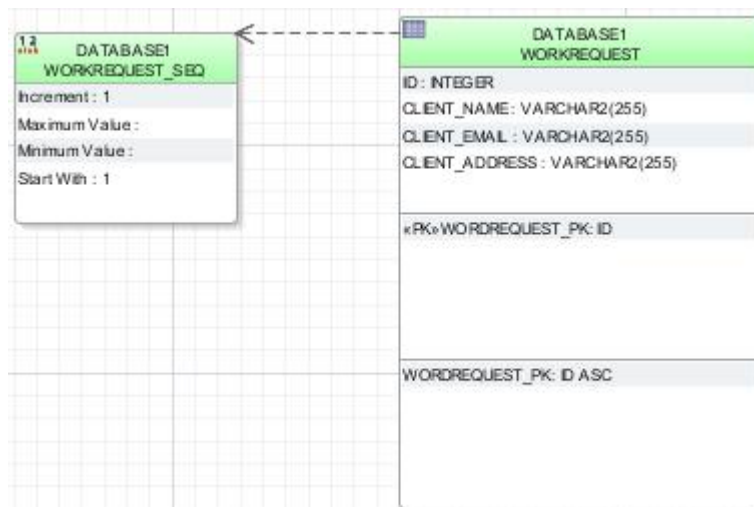 1 2
DATABASE1
WORKREQUEST_SEQ
Increment : 1
Maximum Value :
Minimum Value :
Start With : 1
DATABASE1
WORKREQUEST
ID : INTEGER
CLIENT_NAME : VARCHAR2(255)
CLIENT_EMAIL : VARCHAR2(255)
CLIENT_ADDRESS : VARCHAR2(255)
«PK» WORDREQUEST_PK: ID
WORDREQUEST_PK: ID ASC